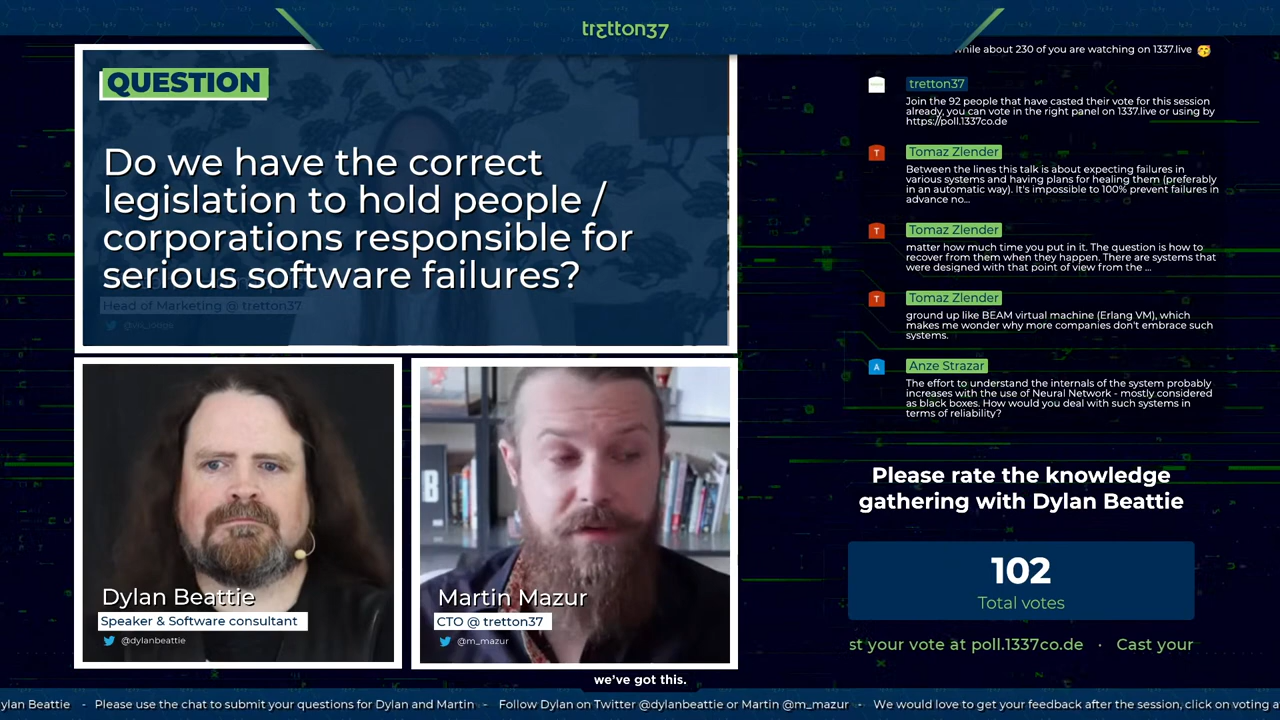 tretton37
QUESTION
Do we have the correct
legislation to hold people /
corporations responsible for
serious software failures?
Head of Marketing @ tretton37
Dylan Beattie
Speaker & Software consultant
@dylanbeattie
Martin Mazur
CTO @ tretton37
@m_mazur
while about 230 of you are watching on 1337.live
tretton37
Join the 92 people that have casted their vote for this session
already, you can vote in the right panel on 1337.live or using by
https://poll.1337co.de
T
Tomaz Zlender
Between the lines this talk is about expecting failures in
various systems and having plans for healing them (preferably
in an automatic way). It's impossible to 100% prevent failures in
advance no...
T
Tomaz Zlender
matter how much time you put in it. The question is how to
recover from them when they happen. There are systems that
were designed with that point of view from the ...
T
Tomaz Zlender
ground up like BEAM virtual machine (Erlang VM), which
makes me wonder why more companies don't embrace such
systems.
A
Anze Strazar
The effort to understand the internals of the system probably
increases with the use of Neural Network - mostly considered
as black boxes. How would you deal with such systems in
terms of reliability?
Please rate the knowledge
gathering with Dylan Beattie
102
Total votes
st your vote at poll.1337co.de · Cast your
we've got this.
ylan Beattie - Please use the chat to submit your questions for Dylan and Martin - Follow Dylan on Twitter @dylanbeattie or Martin @m_mazur - We would love to get your feedback after the session, click on voting a